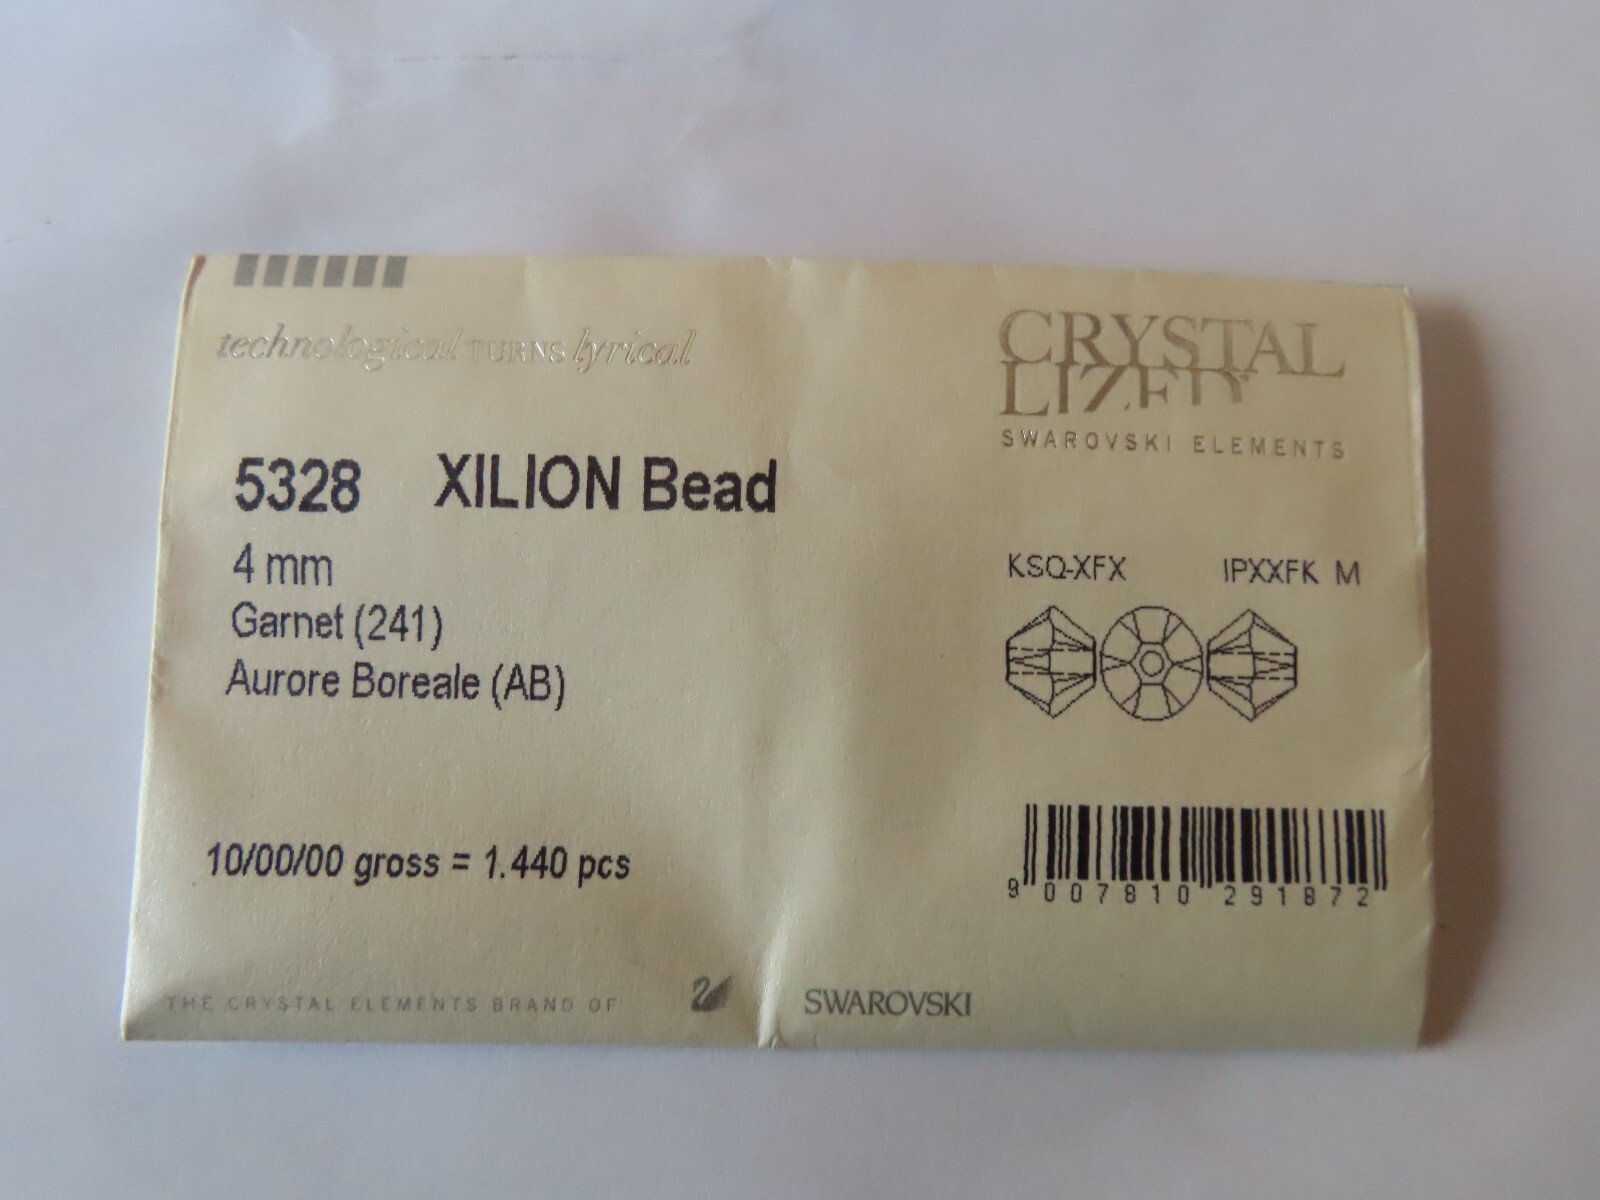 technological TURNS lyrical
CRYSTAL
LIZED™
SWAROVSKI ELEMENTS
5328 XILION Bead
4 mm
Garnet (241)
Aurore Boreale (AB)
KSQ-XFX IPXXFK M
10/00/00 gross = 1.440 pcs
9 007810 291872
THE CRYSTAL ELEMENTS BRAND OF SWAROVSKI